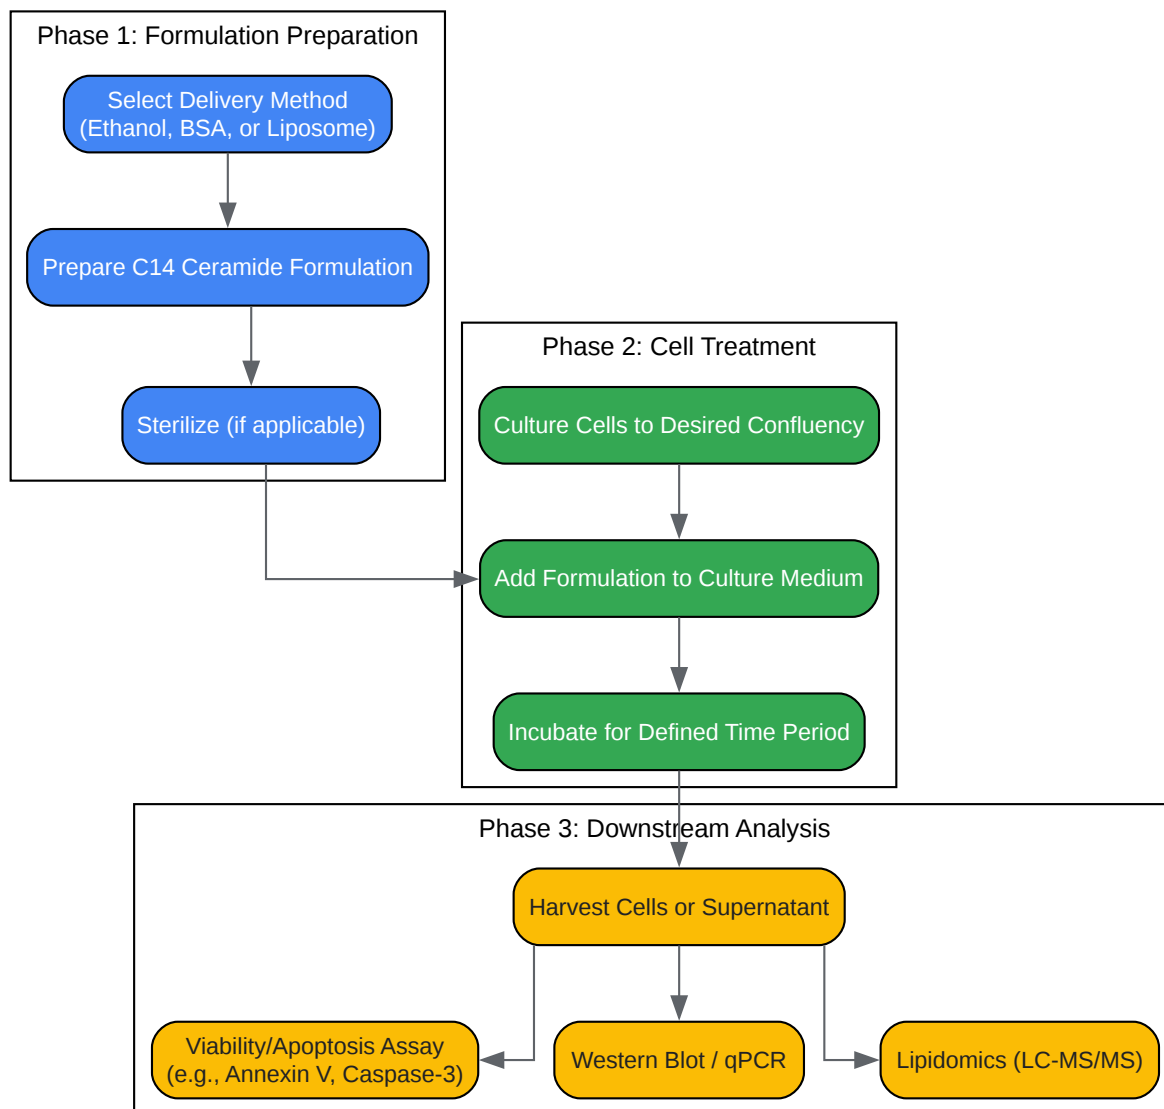 Phase 1: Formulation Preparation
Select Delivery Method
(Ethanol, BSA, or Liposome)
Prepare C14 Ceramide Formulation
Sterilize (if applicable)
Phase 2: Cell Treatment
Culture Cells to Desired Confluency
Add Formulation to Culture Medium
Incubate for Defined Time Period
Phase 3: Downstream Analysis
Harvest Cells or Supernatant
Viability/Apoptosis Assay
(e.g., Annexin V, Caspase-3)
Western Blot / qPCR
Lipidomics (LC-MS/MS)